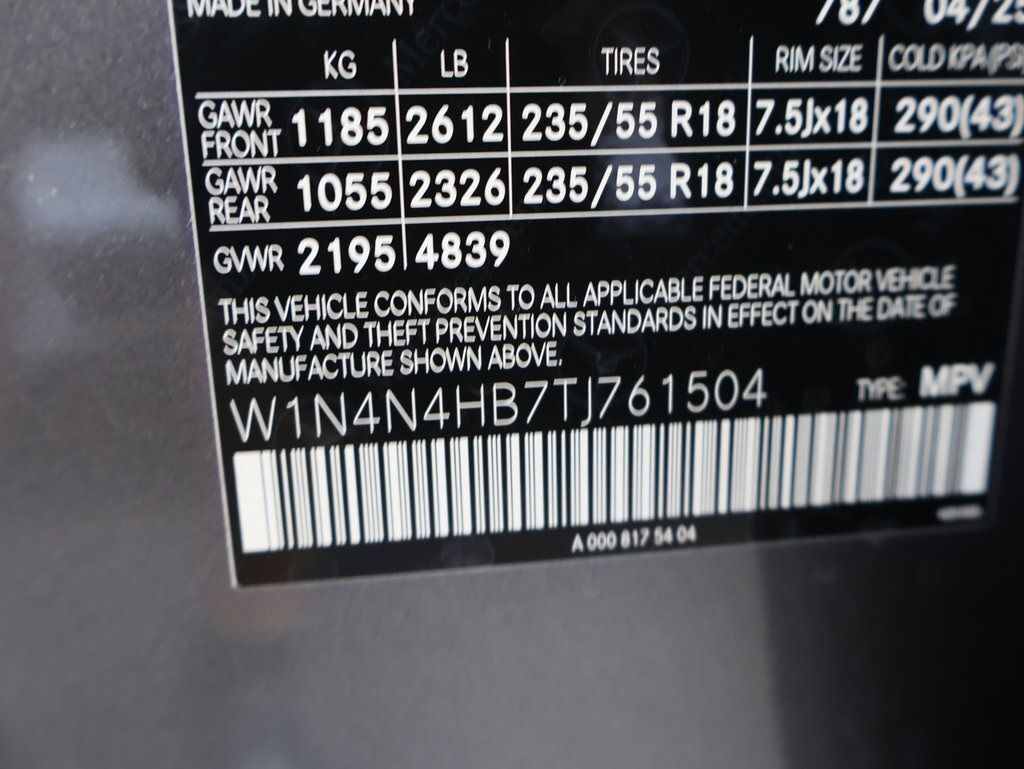 MADE IN GERMANY 787 04/25
KG LB TIRES RIM SIZE COLD KPA(PSI
GAWR FRONT 1185 2612 235/55 R18 7.5Jx18 290(43)
GAWR REAR 1055 2326 235/55 R18 7.5Jx18 290(43)
GVWR 2195 4839
THIS VEHICLE CONFORMS TO ALL APPLICABLE FEDERAL MOTOR VEHICLE
SAFETY AND THEFT PREVENTION STANDARDS IN EFFECT ON THE DATE OF
MANUFACTURE SHOWN ABOVE.
W1N4N4HB7TJ761504 TYPE: MPV
A 000 817 54 04